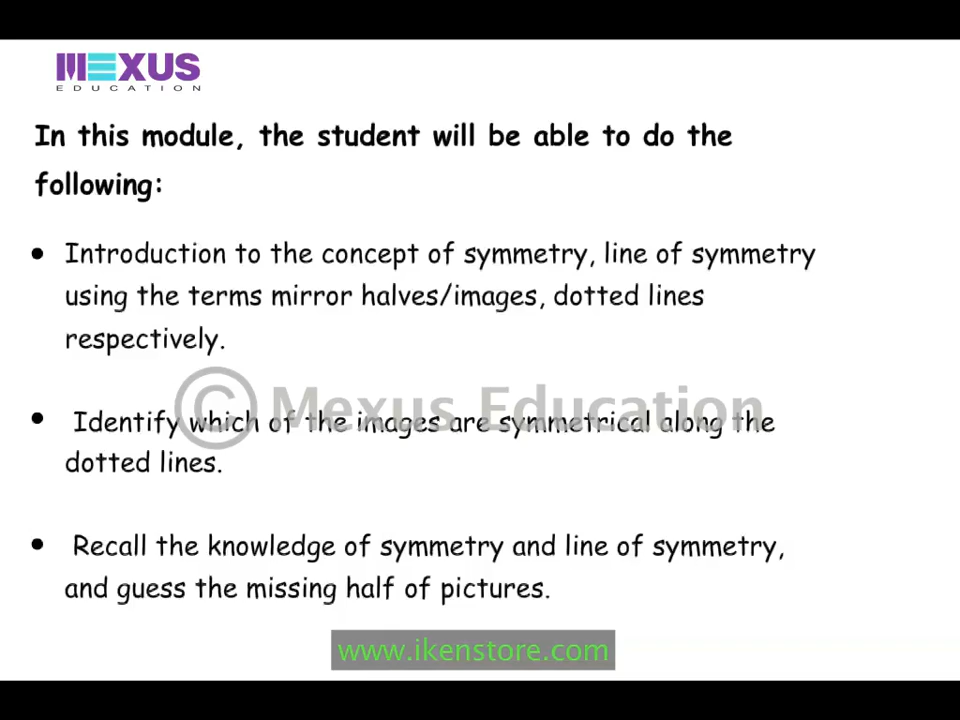 MEXUS
EDUCATION
In this module, the student will be able to do the
following:
• Introduction to the concept of symmetry, line of symmetry
using the terms mirror halves/images, dotted lines
respectively.
© Mexus Education
• Identify which of the images are symmetrical along the
dotted lines.
• Recall the knowledge of symmetry and line of symmetry,
and guess the missing half of pictures.
www.ikenstore.com